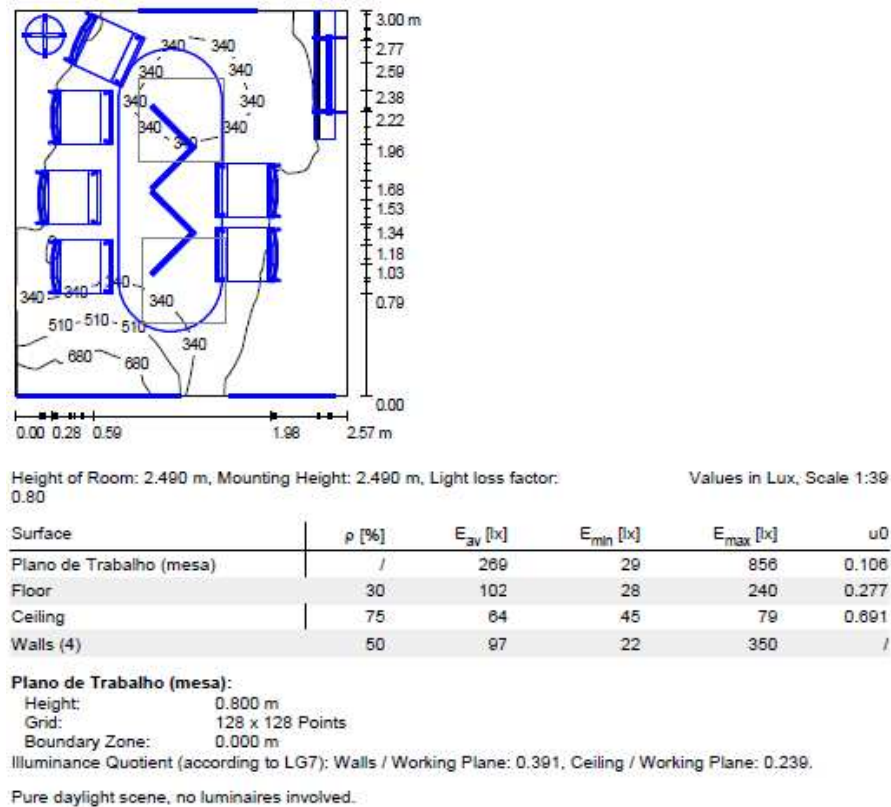 3.00 m
2.77
2.59
2.38
2.22
1.96
1.68
1.53
1.34
1.18
1.03
0.79
0.00
340 340
340 340
340 340
340 340 340
340 340 340
340
510 510 510
340
680 680
0.00 0.28 0.59 1.98 2.57 m
Height of Room: 2.490 m, Mounting Height: 2.490 m, Light loss factor: Values in Lux, Scale 1:39
0.80
Surface ρ [%] Eav [lx] Emin [lx] Emax [lx] u0
Plano de Trabalho (mesa) / 269 29 856 0.106
Floor 30 102 28 240 0.277
Ceiling 75 64 45 79 0.691
Walls (4) 50 97 22 350 /
Plano de Trabalho (mesa):
Height: 0.800 m
Grid: 128 x 128 Points
Boundary Zone: 0.000 m
Illuminance Quotient (according to LG7): Walls / Working Plane: 0.391, Ceiling / Working Plane: 0.239.
Pure daylight scene, no luminaires involved.